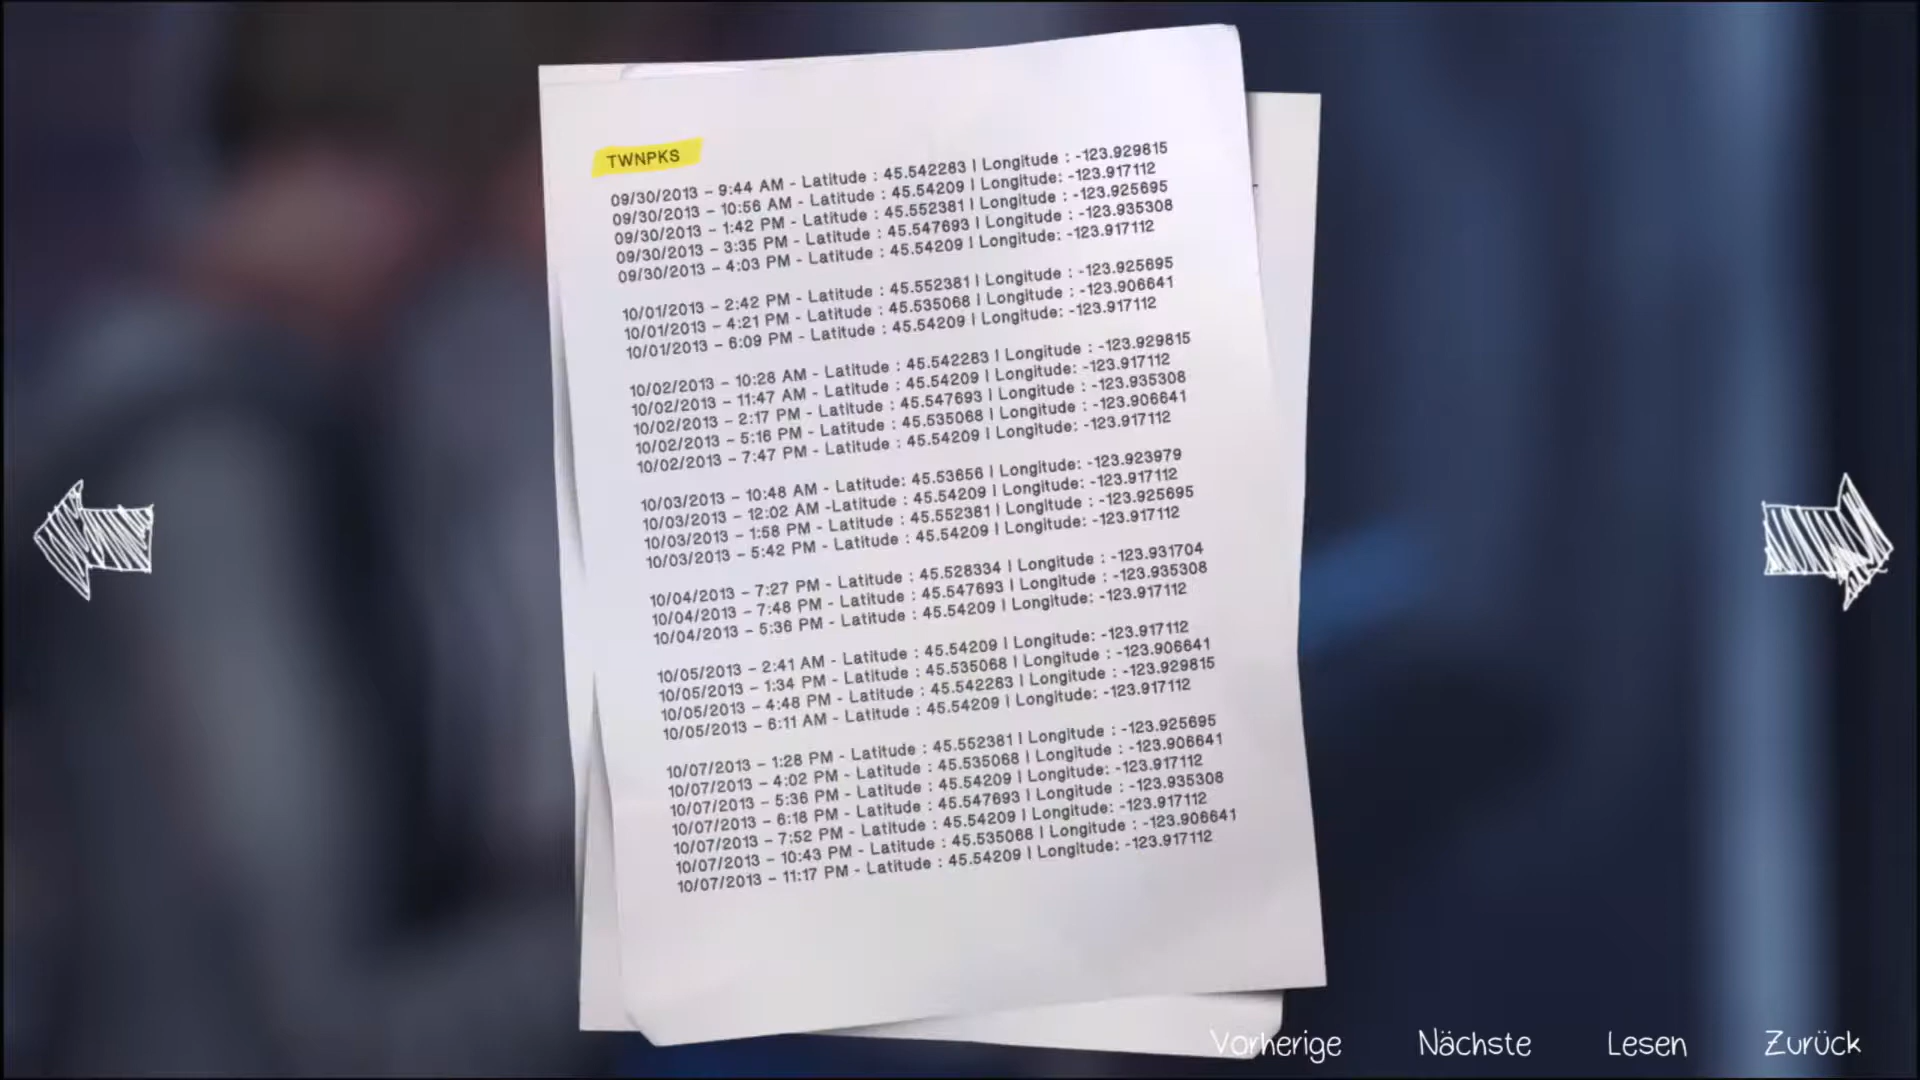 TWNPKS
09/30/2013 – 9:44 AM - Latitude : 45.542283 | Longitude : -123.929815
09/30/2013 – 10:56 AM - Latitude : 45.54209 | Longitude: -123.917112
09/30/2013 – 1:42 PM - Latitude : 45.552381 | Longitude : -123.925695
09/30/2013 – 3:35 PM - Latitude : 45.547693 | Longitude : -123.935308
09/30/2013 – 4:03 PM - Latitude : 45.54209 | Longitude: -123.917112
10/01/2013 – 2:42 PM - Latitude : 45.552381 | Longitude : -123.925695
10/01/2013 – 4:21 PM - Latitude : 45.535068 | Longitude : -123.906641
10/01/2013 – 6:09 PM - Latitude : 45.54209 | Longitude: -123.917112
10/02/2013 – 10:28 AM - Latitude : 45.542283 | Longitude : -123.929815
10/02/2013 – 11:47 AM - Latitude : 45.54209 | Longitude: -123.917112
10/02/2013 – 2:17 PM - Latitude : 45.547693 | Longitude : -123.935308
10/02/2013 – 5:16 PM - Latitude : 45.535068 | Longitude : -123.906641
10/02/2013 – 7:47 PM - Latitude : 45.54209 | Longitude: -123.917112
10/03/2013 – 10:48 AM - Latitude: 45.53656 | Longitude: -123.923979
10/03/2013 – 12:02 AM -Latitude : 45.54209 | Longitude: -123.917112
10/03/2013 – 1:58 PM - Latitude : 45.552381 | Longitude : -123.925695
10/03/2013 – 5:42 PM - Latitude : 45.54209 | Longitude: -123.917112
10/04/2013 – 7:27 PM - Latitude : 45.528334 | Longitude : -123.931704
10/04/2013 – 7:48 PM - Latitude : 45.547693 | Longitude : -123.935308
10/04/2013 – 5:36 PM - Latitude : 45.54209 | Longitude: -123.917112
10/05/2013 – 2:41 AM - Latitude : 45.54209 | Longitude: -123.917112
10/05/2013 – 1:34 PM - Latitude : 45.535068 | Longitude : -123.906641
10/05/2013 – 4:48 PM - Latitude : 45.542283 | Longitude : -123.929815
10/05/2013 – 6:11 AM - Latitude : 45.54209 | Longitude: -123.917112
10/07/2013 – 1:28 PM - Latitude : 45.552381 | Longitude : -123.925695
10/07/2013 – 4:02 PM - Latitude : 45.535068 | Longitude : -123.906641
10/07/2013 – 5:36 PM - Latitude : 45.54209 | Longitude: -123.917112
10/07/2013 – 6:18 PM - Latitude : 45.547693 | Longitude : -123.935308
10/07/2013 – 7:52 PM - Latitude : 45.54209 | Longitude: -123.917112
10/07/2013 – 10:43 PM - Latitude : 45.535068 | Longitude : -123.906641
10/07/2013 – 11:17 PM - Latitude : 45.54209 | Longitude: -123.917112
Vorherige Nächste Lesen Zurück